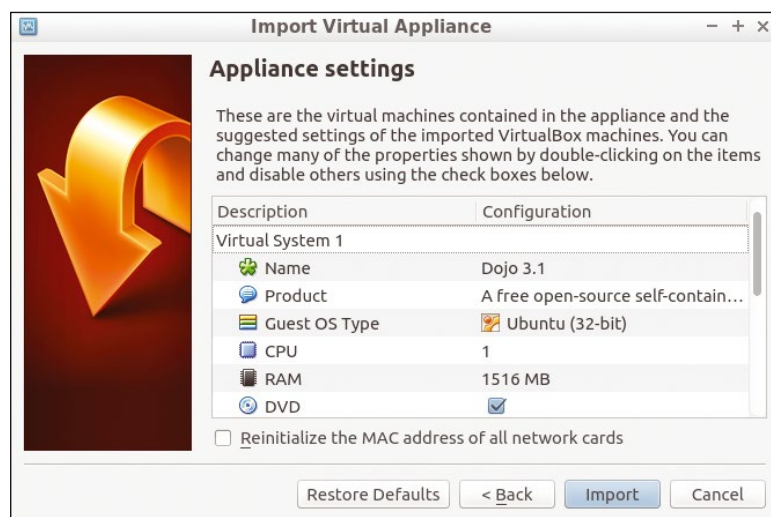 Import Virtual Appliance
Appliance settings
These are the virtual machines contained in the appliance and the
suggested settings of the imported VirtualBox machines. You can
change many of the properties shown by double-clicking on the items
and disable others using the check boxes below.
Description Configuration
Virtual System 1
Name Dojo 3.1
Product A free open-source self-contain...
Guest OS Type Ubuntu (32-bit)
CPU 1
RAM 1516 MB
DVD
Reinitialize the MAC address of all network cards
Restore Defaults < Back Import Cancel